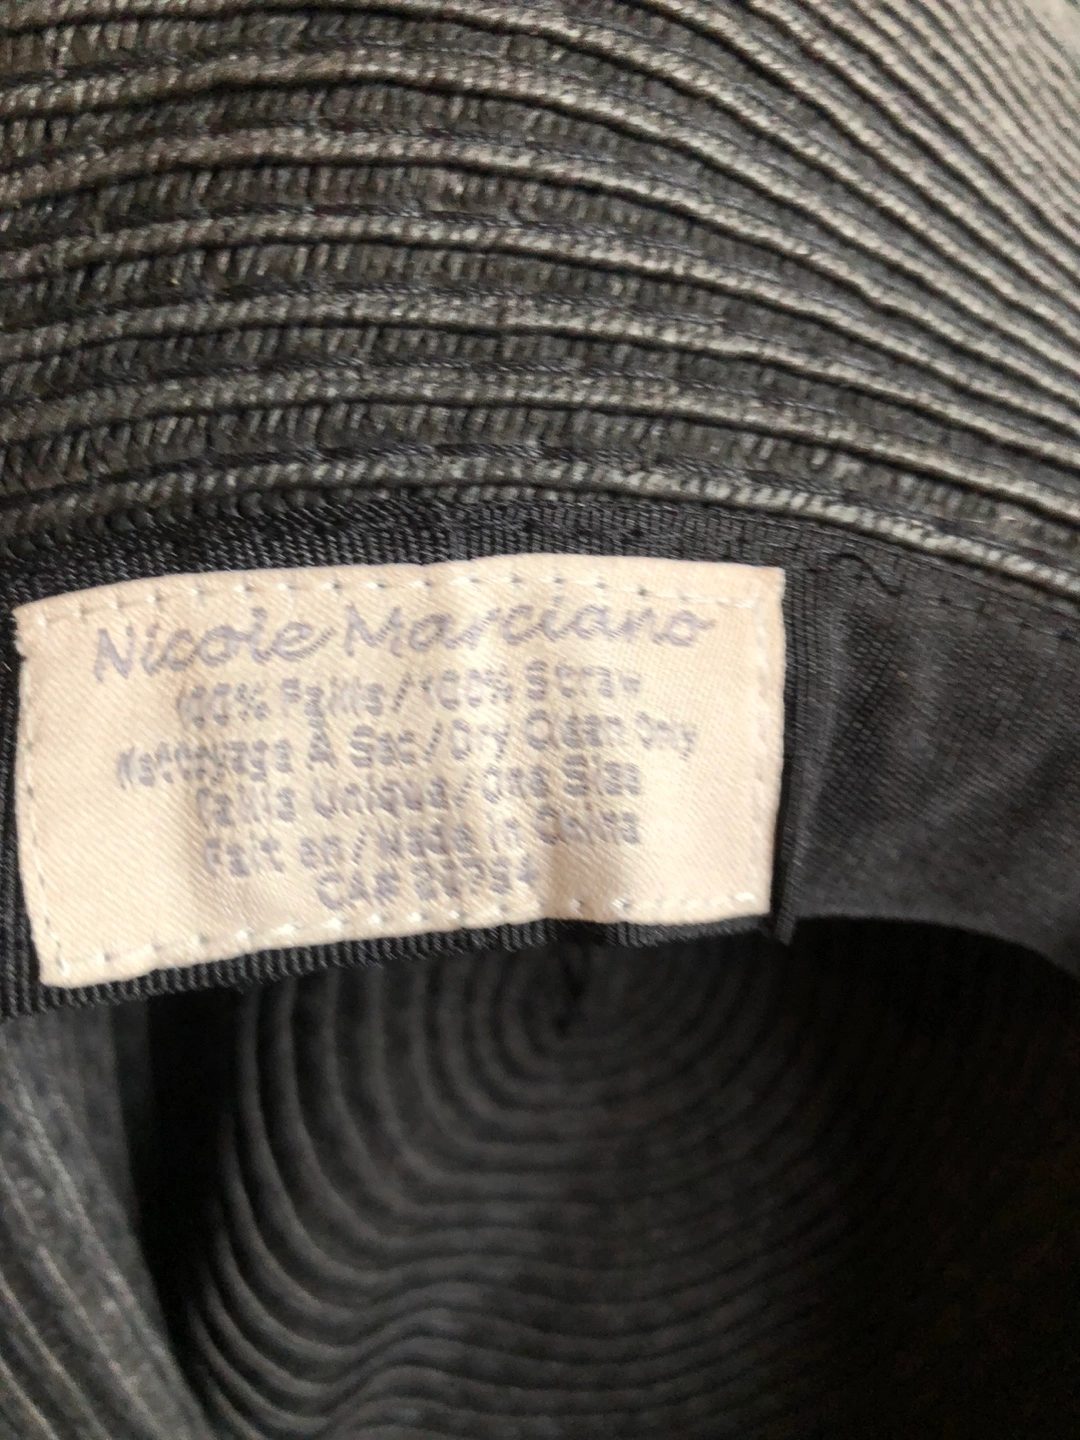 Nicole Marciano
100% Paille / 100% Straw
Nettoyage À Sec / Dry Clean Only
Taille Unique / One Size
Fait en / Made in China
CA#